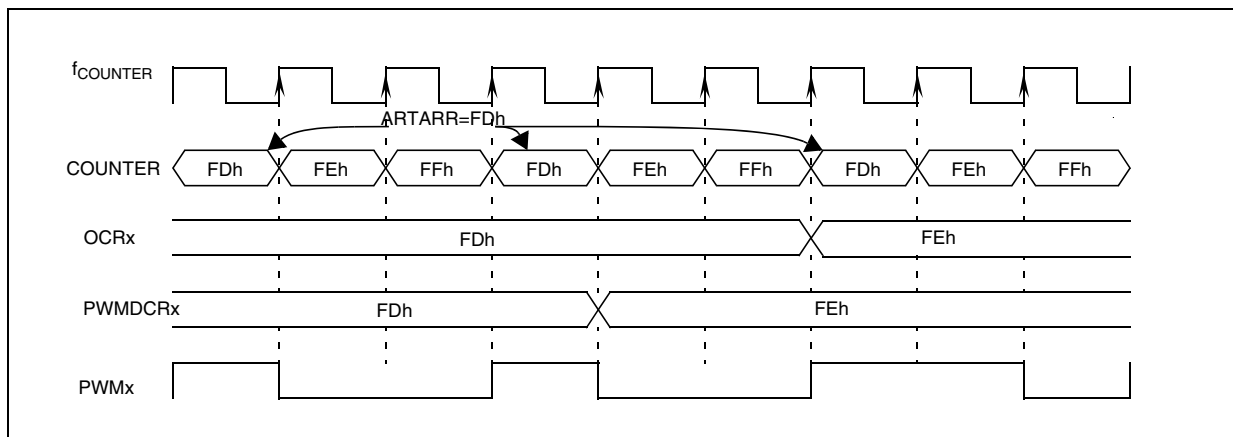 fCOUNTER
ARTARR=FDh
COUNTER FDh FEh FFh FDh FEh FFh FDh FEh FFh
OCRx FDh FEh
PWMDCRx FDh FEh
PWMx